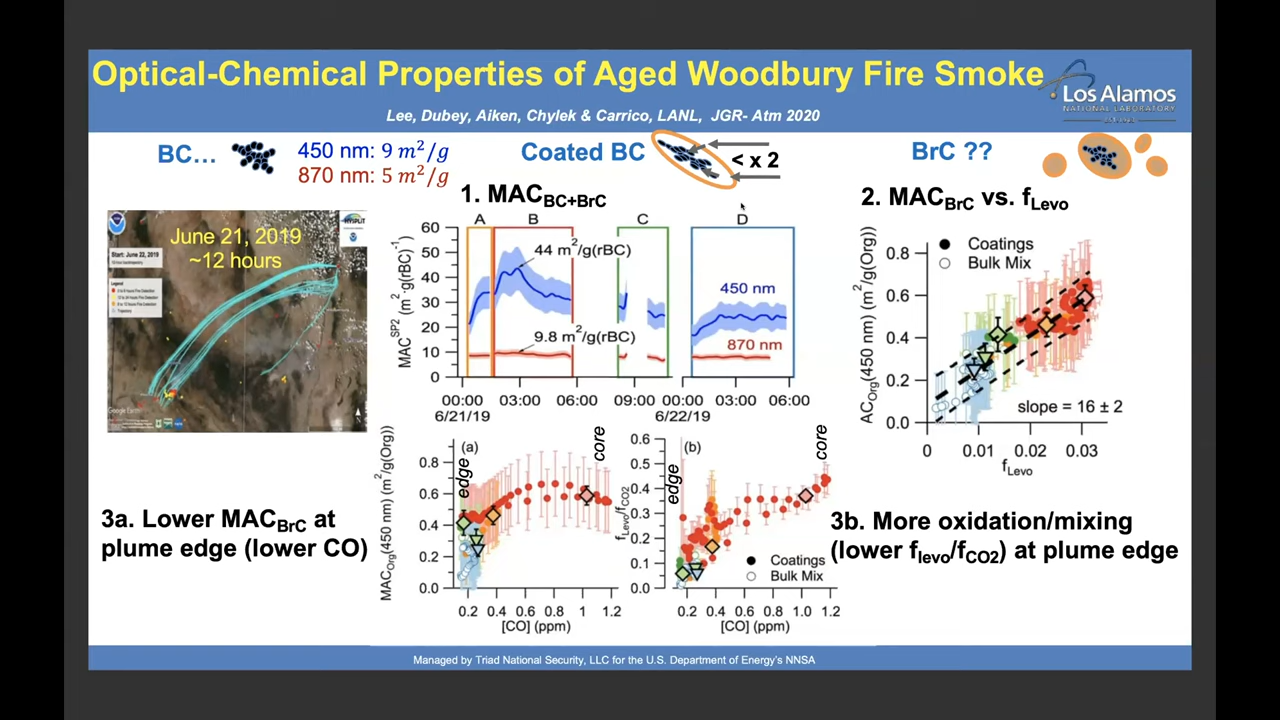 Optical-Chemical Properties of Aged Woodbury Fire Smoke
Los Alamos
NATIONAL LABORATORY
Lee, Dubey, Aiken, Chylek & Carrico, LANL, JGR- Atm 2020
BC…
450 nm: 9 m²/g
870 nm: 5 m²/g
Coated BC
< x 2
BrC ??
June 21, 2019
~12 hours
HYSPLIT
Google Earth
1. MAC_BC+BrC
A B C D
60
50
40
30
20
10
0
MAC^SP2 (m²·g(rBC)⁻¹)
44 m²/g(rBC)
9.8 m²/g(rBC)
450 nm
870 nm
00:00 03:00 06:00 09:00 00:00 03:00 06:00
6/21/19 6/22/19
2. MAC_BrC vs. f_Levo
Coatings
Bulk Mix
AC_Org(450 nm) (m²/g(Org))
0.8
0.6
0.4
0.2
0.0
slope = 16 ± 2
0 0.01 0.02 0.03
f_Levo
3a. Lower MAC_BrC at
plume edge (lower CO)
(a)
edge
core
MAC_Org(450 nm) (m²/g(Org))
0.8
0.6
0.4
0.2
0.0
0.2 0.4 0.6 0.8 1 1.2
[CO] (ppm)
(b)
edge
core
f_Levo/f_CO2
0.6
0.5
0.4
0.3
0.2
0.1
0.0
Coatings
Bulk Mix
0.2 0.4 0.6 0.8 1.0 1.2
[CO] (ppm)
3b. More oxidation/mixing
(lower f_levo/f_CO2) at plume edge
Managed by Triad National Security, LLC for the U.S. Department of Energy's NNSA